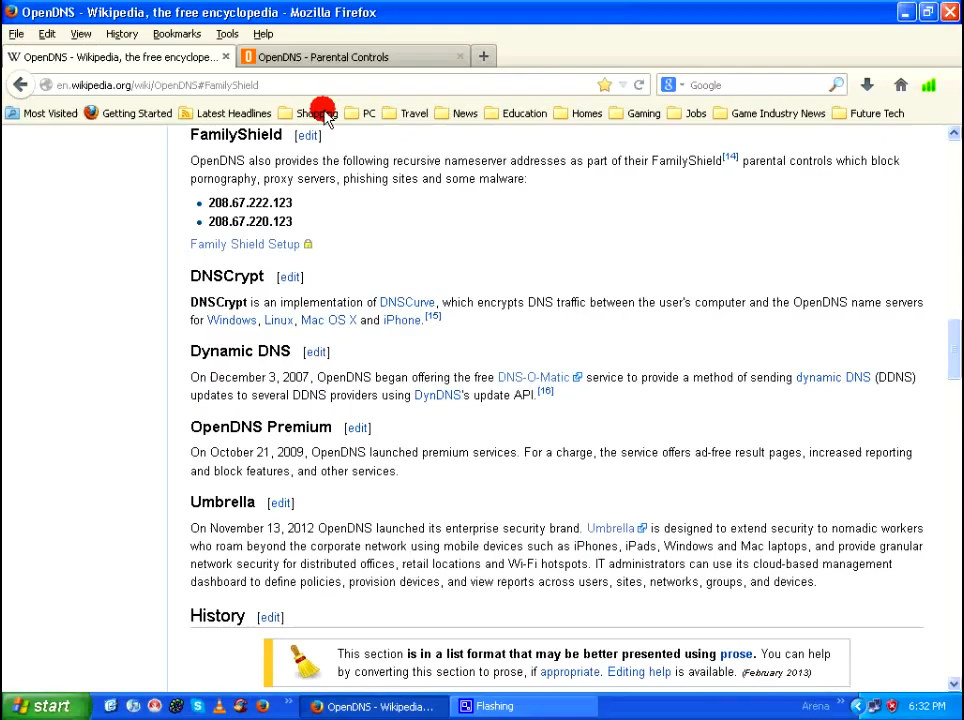 OpenDNS - Wikipedia, the free encyclopedia - Mozilla Firefox
File Edit View History Bookmarks Tools Help
W OpenDNS - Wikipedia, the free encyclope... × OpenDNS - Parental Controls × +
en.wikipedia.org/wiki/OpenDNS#FamilyShield Google
Most Visited Getting Started Latest Headlines Shopping PC Travel News Education Homes Gaming Jobs Game Industry News Future Tech
FamilyShield [edit]
OpenDNS also provides the following recursive nameserver addresses as part of their FamilyShield[14] parental controls which block
pornography, proxy servers, phishing sites and some malware:
• 208.67.222.123
• 208.67.220.123
Family Shield Setup
DNSCrypt [edit]
DNSCrypt is an implementation of DNSCurve, which encrypts DNS traffic between the user's computer and the OpenDNS name servers
for Windows, Linux, Mac OS X and iPhone.[15]
Dynamic DNS [edit]
On December 3, 2007, OpenDNS began offering the free DNS-O-Matic service to provide a method of sending dynamic DNS (DDNS)
updates to several DDNS providers using DynDNS's update API.[16]
OpenDNS Premium [edit]
On October 21, 2009, OpenDNS launched premium services. For a charge, the service offers ad-free result pages, increased reporting
and block features, and other services.
Umbrella [edit]
On November 13, 2012 OpenDNS launched its enterprise security brand. Umbrella is designed to extend security to nomadic workers
who roam beyond the corporate network using mobile devices such as iPhones, iPads, Windows and Mac laptops, and provide granular
network security for distributed offices, retail locations and Wi-Fi hotspots. IT administrators can use its cloud-based management
dashboard to define policies, provision devices, and view reports across users, sites, networks, groups, and devices.
History [edit]
This section is in a list format that may be better presented using prose. You can help
by converting this section to prose, if appropriate. Editing help is available. (February 2013)
start OpenDNS - Wikipedia... Flashing Arena 6:32 PM